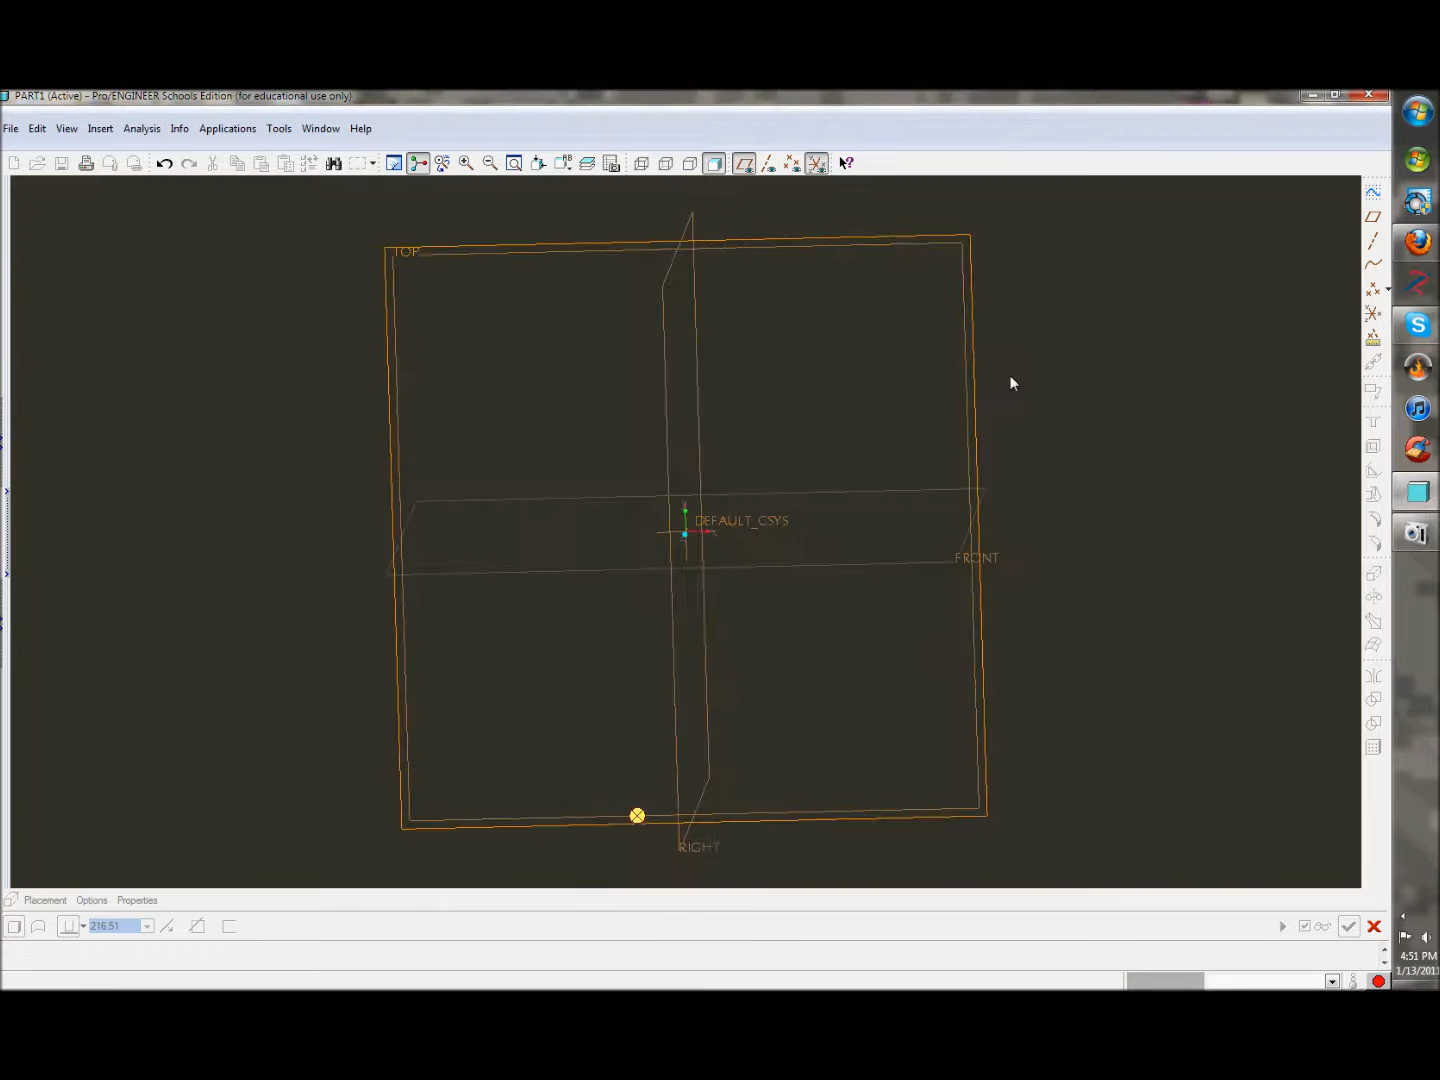 PART1 (Active) - Pro/ENGINEER Schools Edition (for educational use only)
File Edit View Insert Analysis Info Applications Tools Window Help
TOP
DEFAULT_CSYS
FRONT
RIGHT
Placement Options Properties
216.51
4:51 PM